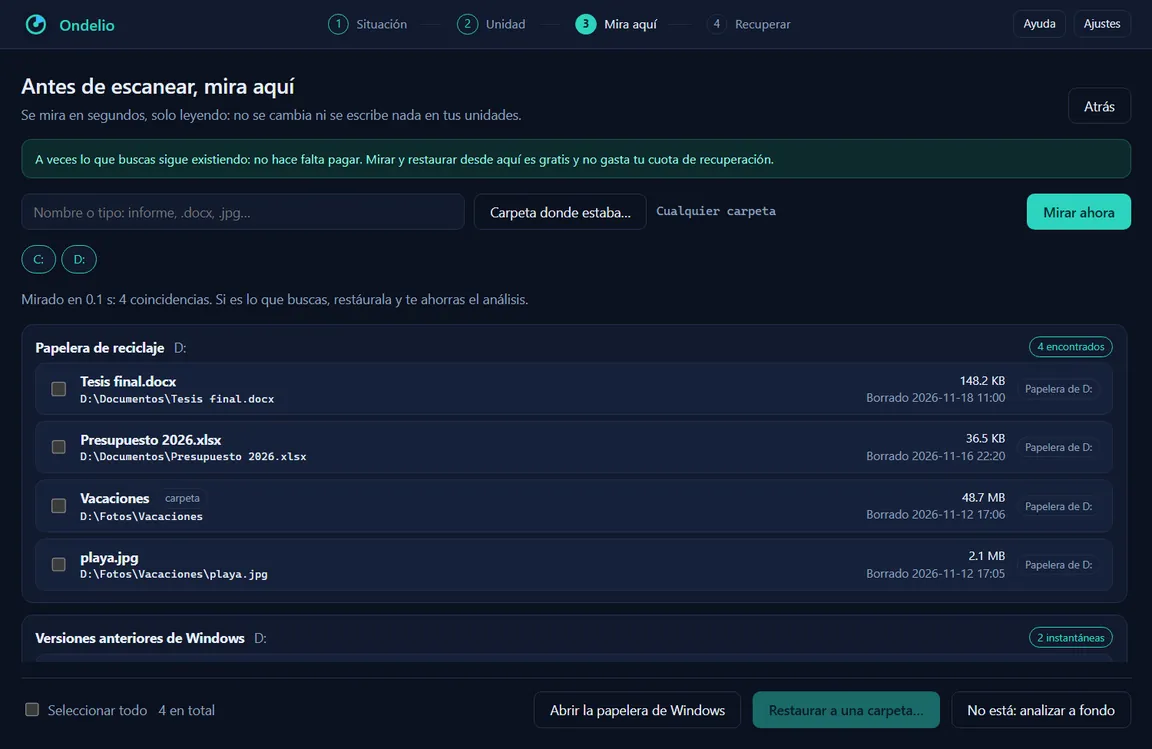 Ondelio
1 Situación
2 Unidad
3 Mira aquí
4 Recuperar
Ayuda
Ajustes
Antes de escanear, mira aquí
Se mira en segundos, solo leyendo: no se cambia ni se escribe nada en tus unidades.
Atrás
A veces lo que buscas sigue existiendo: no hace falta pagar. Mirar y restaurar desde aquí es gratis y no gasta tu cuota de recuperación.
Nombre o tipo: informe, .docx, .jpg...
Carpeta donde estaba...
Cualquier carpeta
Mirar ahora
C:
D:
Mirado en 0.1 s: 4 coincidencias. Si es lo que buscas, restáurala y te ahorras el análisis.
Papelera de reciclaje D:
4 encontrados
Tesis final.docx
D:\Documentos\Tesis final.docx
148.2 KB
Borrado 2026-11-18 11:00
Papelera de D:
Presupuesto 2026.xlsx
D:\Documentos\Presupuesto 2026.xlsx
36.5 KB
Borrado 2026-11-16 22:20
Papelera de D:
Vacaciones carpeta
D:\Fotos\Vacaciones
48.7 MB
Borrado 2026-11-12 17:06
Papelera de D:
playa.jpg
D:\Fotos\Vacaciones\playa.jpg
2.1 MB
Borrado 2026-11-12 17:05
Papelera de D:
Versiones anteriores de Windows D:
2 instantáneas
Seleccionar todo 4 en total
Abrir la papelera de Windows
Restaurar a una carpeta...
No está: analizar a fondo